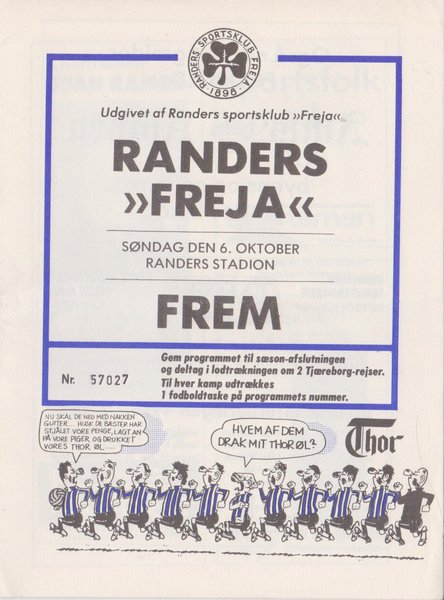 RANDERS SPORTSKLUB FREJA
1898
Udgivet af Randers sportsklub »Freja«
RANDERS
»FREJA«
SØNDAG DEN 6. OKTOBER
RANDERS STADION
FREM
Nr. 57027
Gem programmet til sæson-afslutningen
og deltag i lodtrækningen om 2 Tjæreborg-rejser.
Til hver kamp udtrækkes
1 fodboldtaske på programmets nummer.
NU SKAL DE NID MED NAKKEN
GUTTER... HUSK DI BASTER HAR
STJÅLET VORE PENGE, LAGT AN
PÅ VORE PIGER, OG DRUKKET
VORES THOR ØL....
HVEM AF DEM
DRAK MIT THOR ØL?
Thor